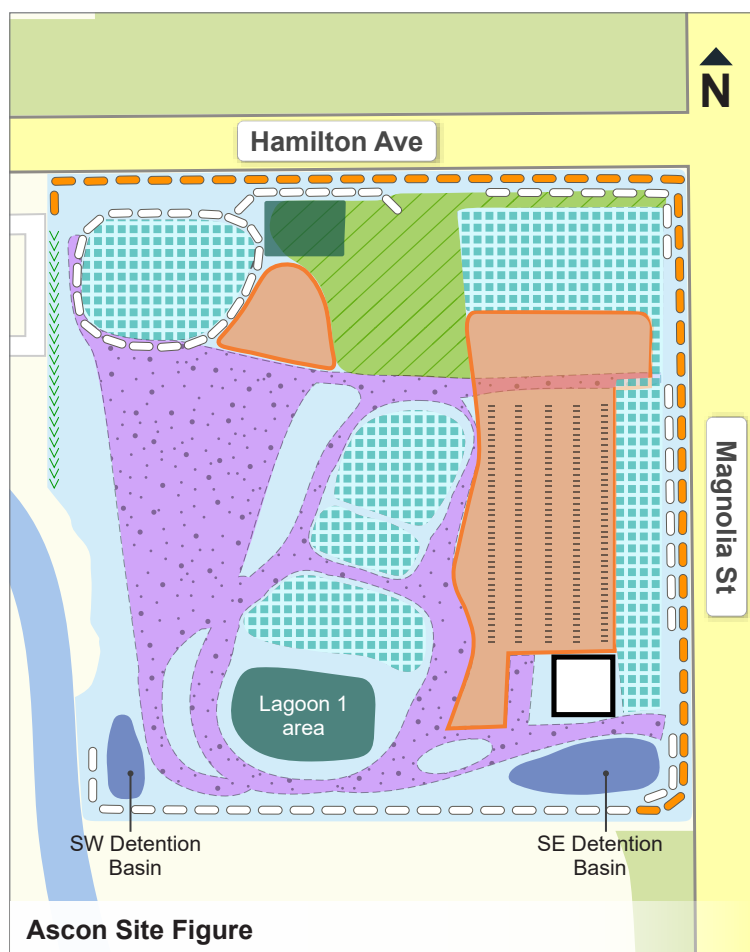 N
Hamilton Ave
Magnolia St
Lagoon 1
area
SW Detention
Basin
SE Detention
Basin
Ascon Site Figure